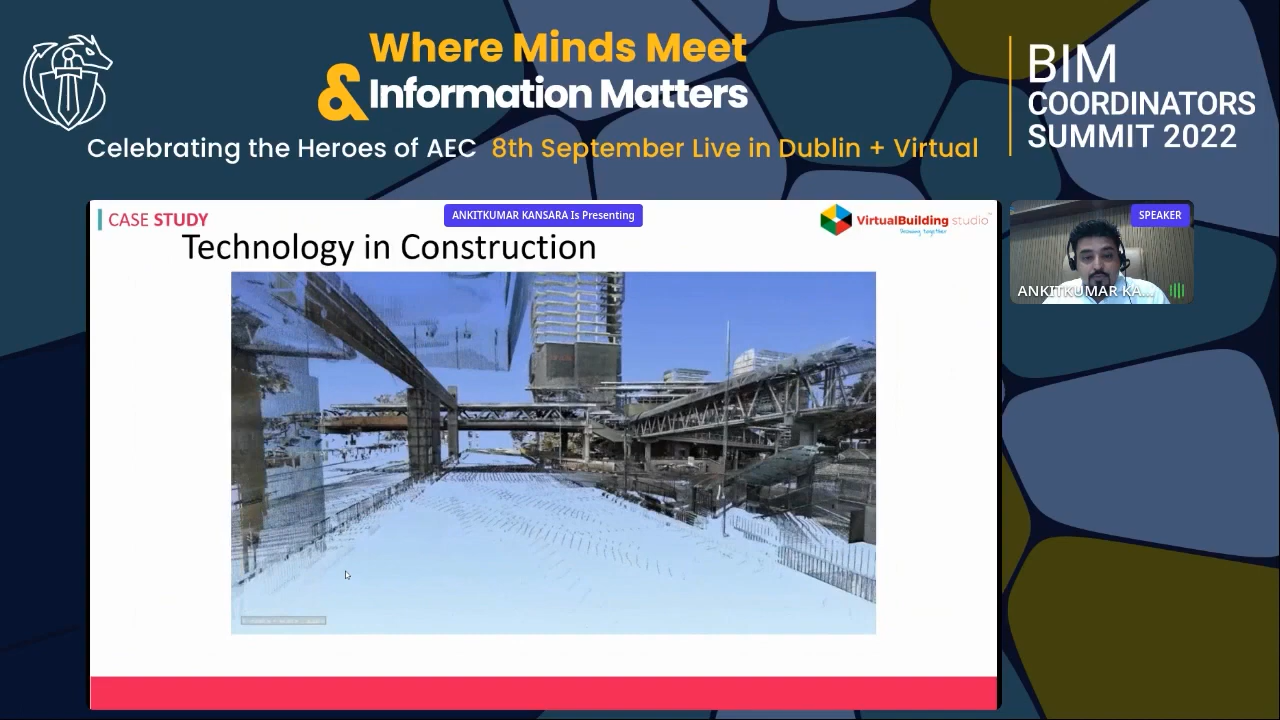 Where Minds Meet
& Information Matters
Celebrating the Heroes of AEC 8th September Live in Dublin + Virtual
BIM
COORDINATORS
SUMMIT 2022
CASE STUDY
ANKITKUMAR KANSARA Is Presenting
VirtualBuilding studio
Technology in Construction
SPEAKER
ANKITKUMAR KA...